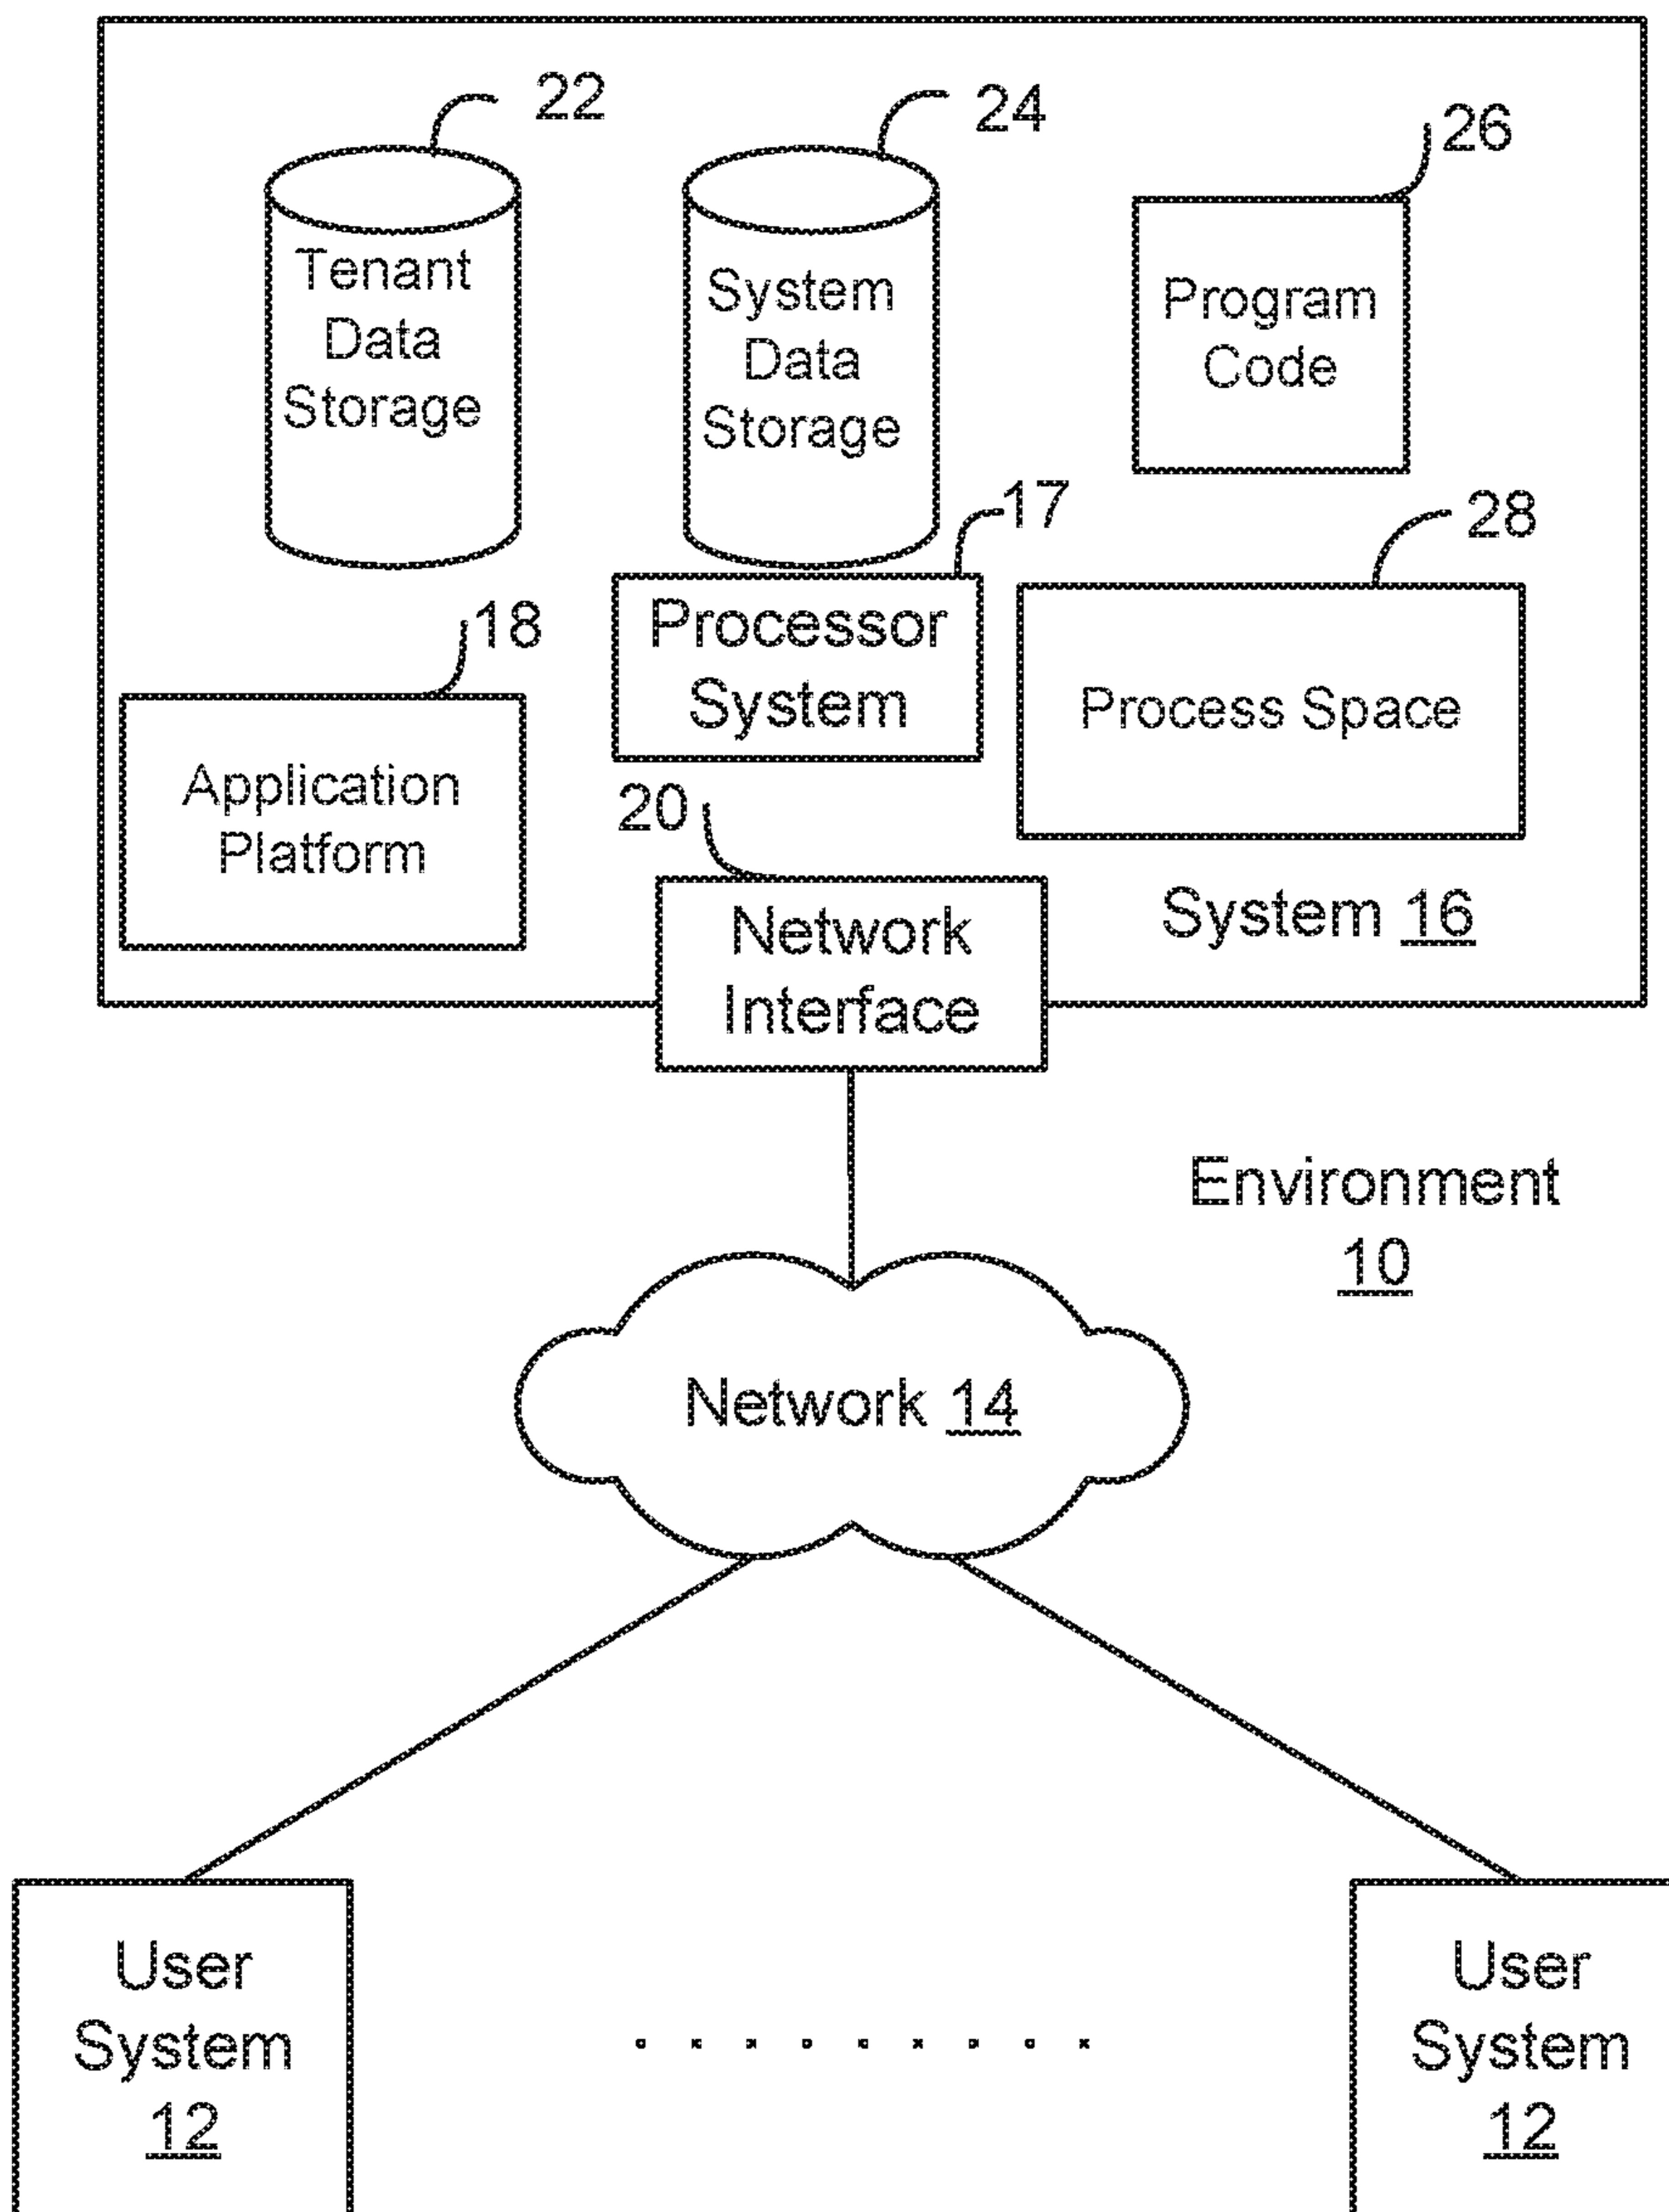 22
24
26
Tenant
Data
Storage
System
Data
Storage
Program
Code
17
28
18
Processor
System
Process Space
Application
Platform
20
System 16
Network
Interface
Environment
10
Network 14
User
System
12
User
System
12